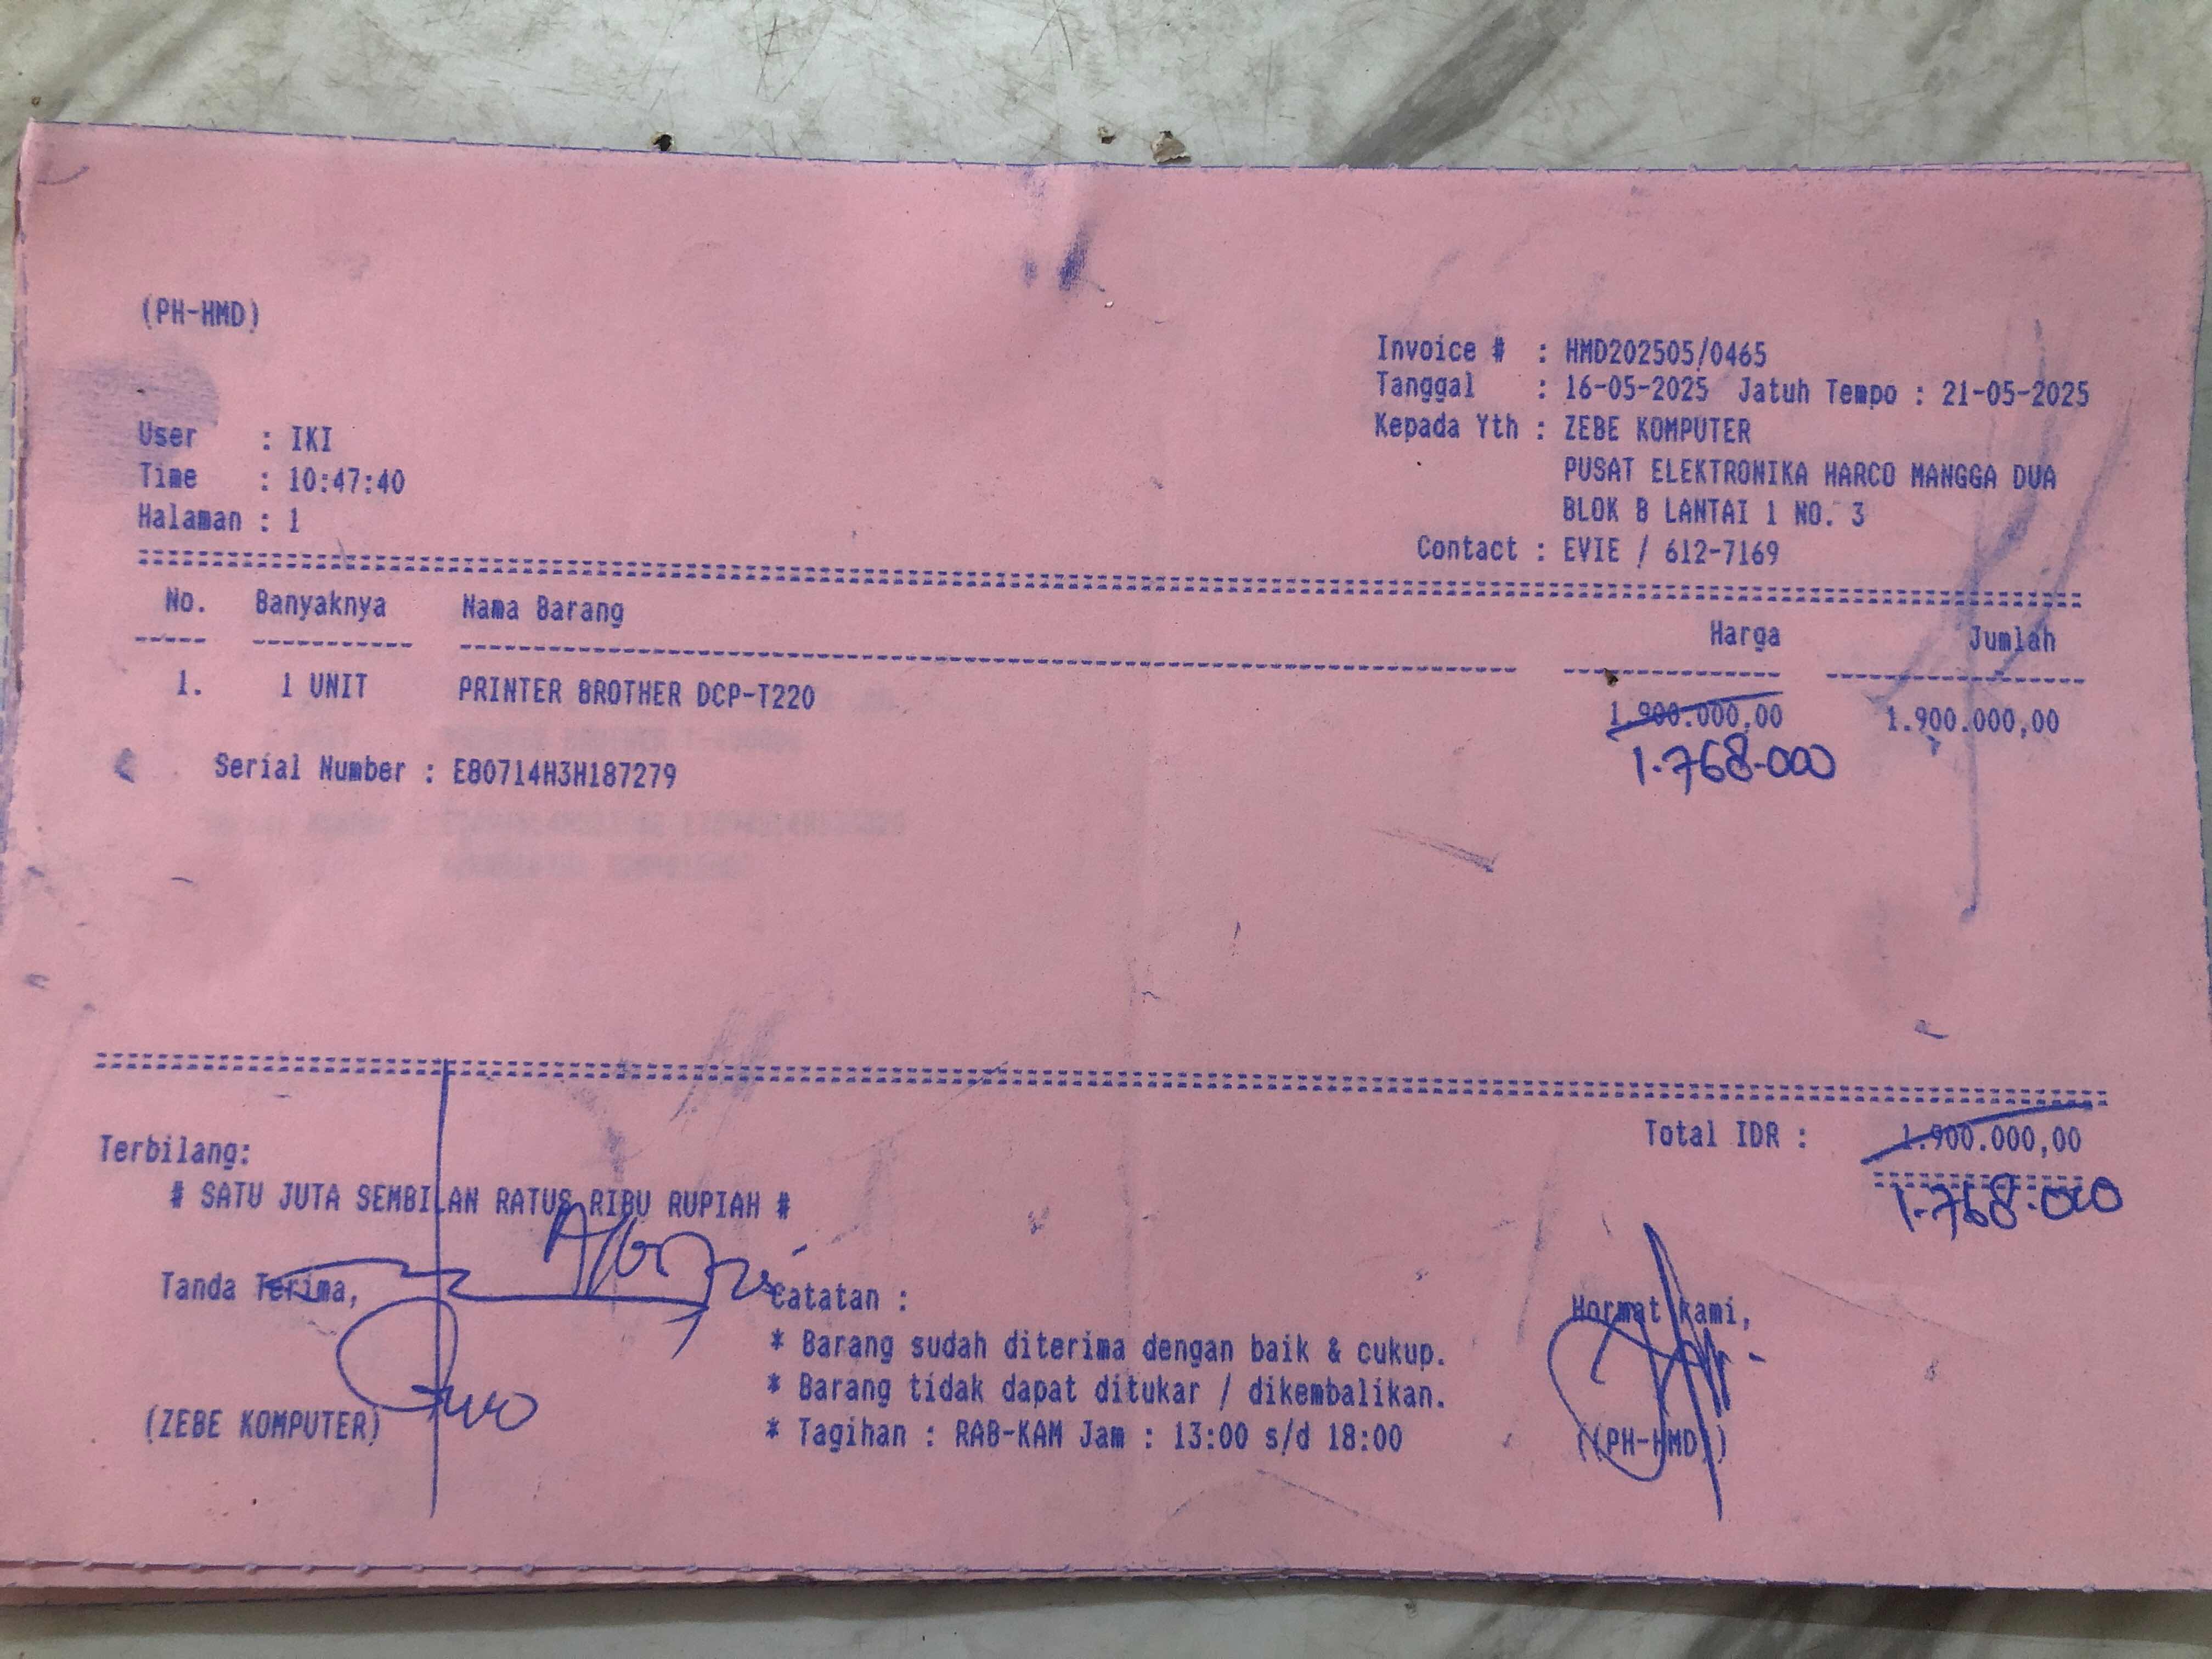 (PH-HMD)
Invoice # : HMD202505/0465
Tanggal : 16-05-2025 Jatuh Tempo : 21-05-2025
User : IKI
Kepada Yth : ZEBE KOMPUTER
Time : 10:47:40
PUSAT ELEKTRONIKA HARCO MANGGA DUA
Halaman : 1
BLOK B LANTAI 1 NO. 3
Contact : EVIE / 612-7169
No. Banyaknya Nama Barang Harga Jumlah
1. 1 UNIT PRINTER BROTHER DCP-T220 1.900.000,00 1.900.000,00
1.768.000
Serial Number : E80714H3H187279
Total IDR : 1.900.000,00
1.768.000
Terbilang:
# SATU JUTA SEMBILAN RATUS RIBU RUPIAH #
Tanda Terima,
Catatan :
Hormat kami,
* Barang sudah diterima dengan baik & cukup.
* Barang tidak dapat ditukar / dikembalikan.
* Tagihan : RAB-KAM Jam : 13:00 s/d 18:00
(ZEBE KOMPUTER)
((PH-HMD))